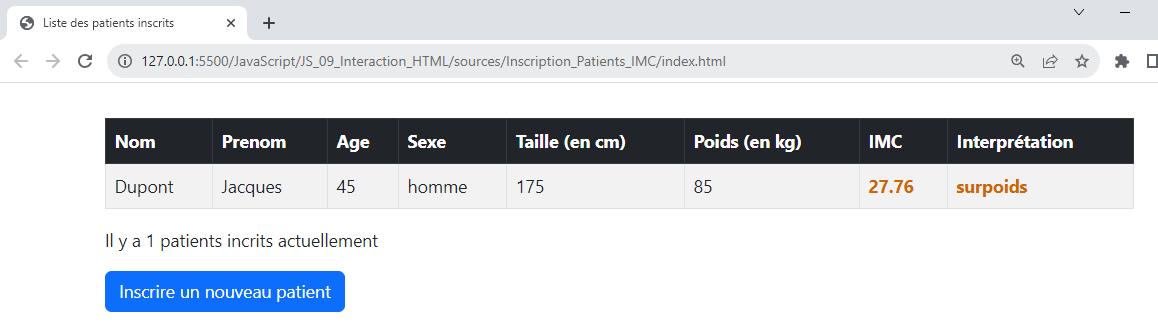 Liste des patients inscrits
127.0.0.1:5500/JavaScript/JS_09_Interaction_HTML/sources/Inscription_Patients_IMC/index.html
Nom Prenom Age Sexe Taille (en cm) Poids (en kg) IMC Interprétation
Dupont Jacques 45 homme 175 85 27.76 surpoids
Il y a 1 patients incrits actuellement
Inscrire un nouveau patient